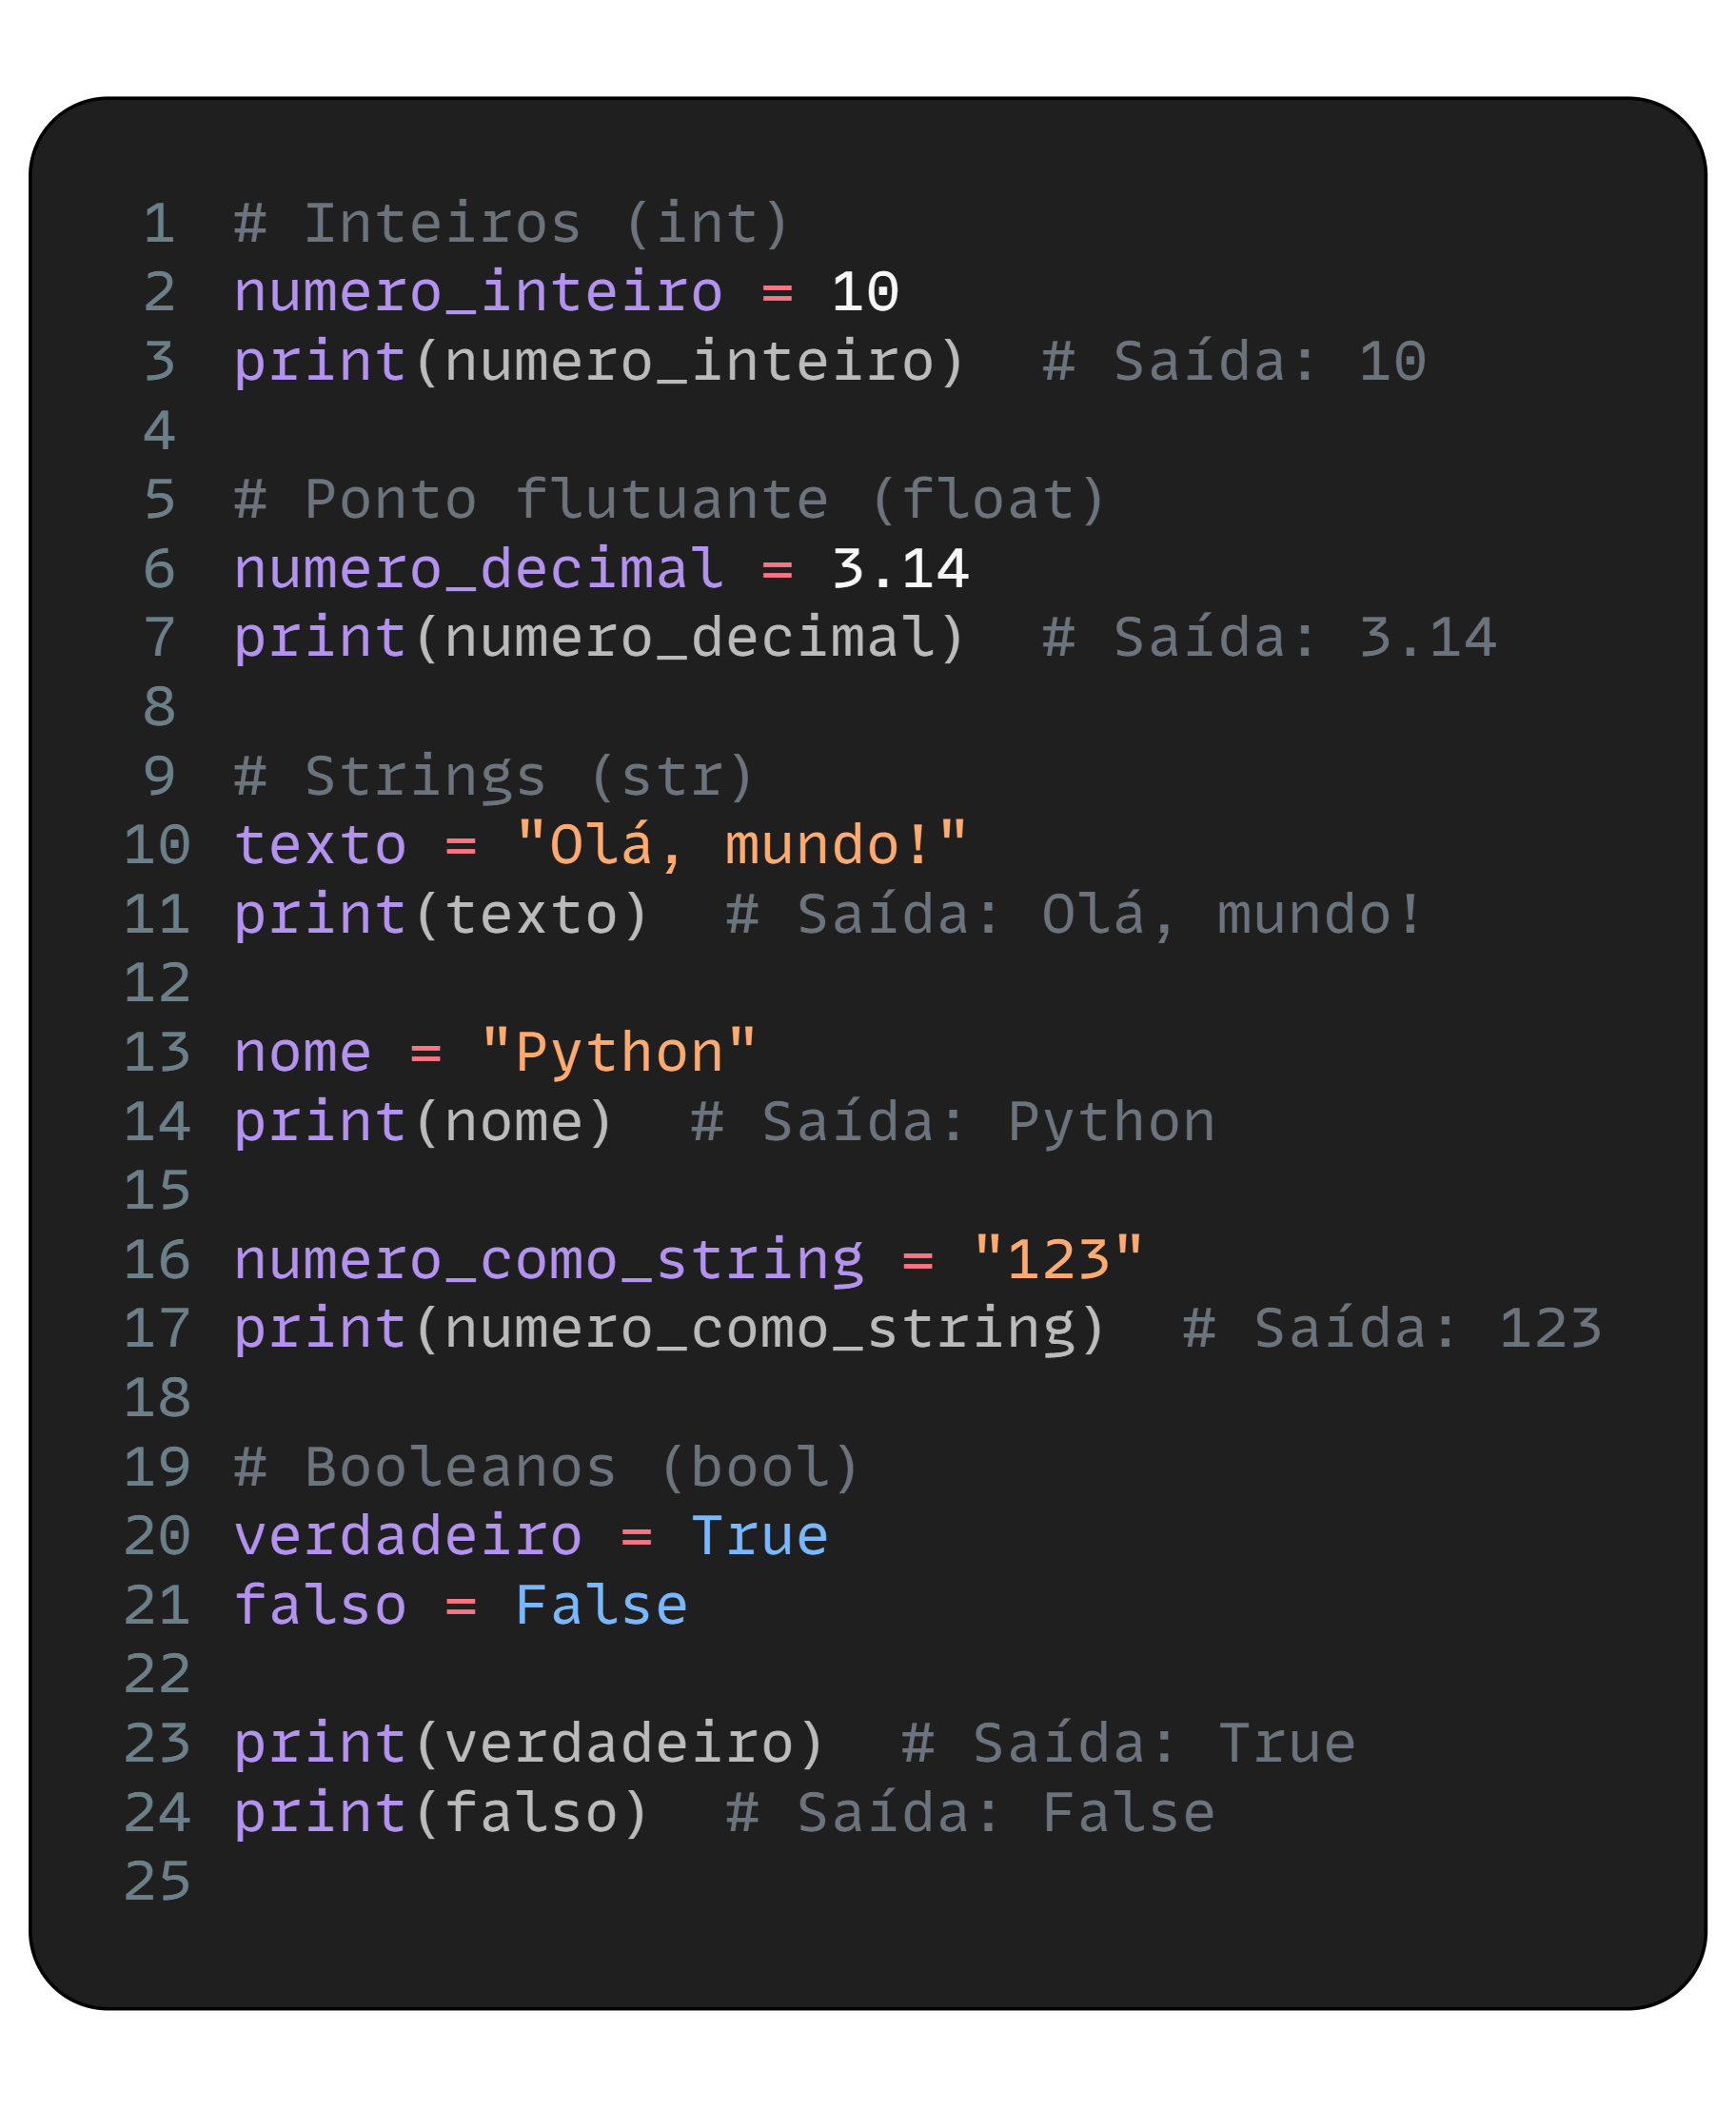 1 # Inteiros (int)
2 numero_inteiro = 10
3 print(numero_inteiro)  # Saída: 10
4
5 # Ponto flutuante (float)
6 numero_decimal = 3.14
7 print(numero_decimal)  # Saída: 3.14
8
9 # Strings (str)
10 texto = "Olá, mundo!"
11 print(texto)  # Saída: Olá, mundo!
12
13 nome = "Python"
14 print(nome)  # Saída: Python
15
16 numero_como_string = "123"
17 print(numero_como_string)  # Saída: 123
18
19 # Booleanos (bool)
20 verdadeiro = True
21 falso = False
22
23 print(verdadeiro)  # Saída: True
24 print(falso)  # Saída: False
25